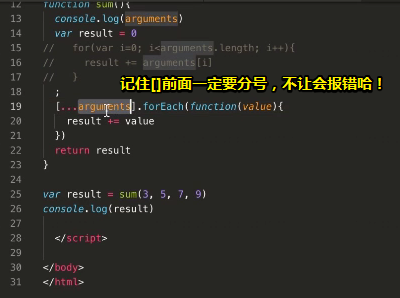 12 function sum(){
13 console.log(arguments)
14 var result = 0
15 // for(var i=0; i<arguments.length; i++){
16 // result += arguments[i]
17 // }
记住[]前面一定要分号，不让会报错哈！
18 ;
19 [...arguments].forEach(function(value){
20 result += value
21 })
22 return result
23 }
24
25 var result = sum(3, 5, 7, 9)
26 console.log(result)
27
28 </script>
29
30 </body>
31 </html>